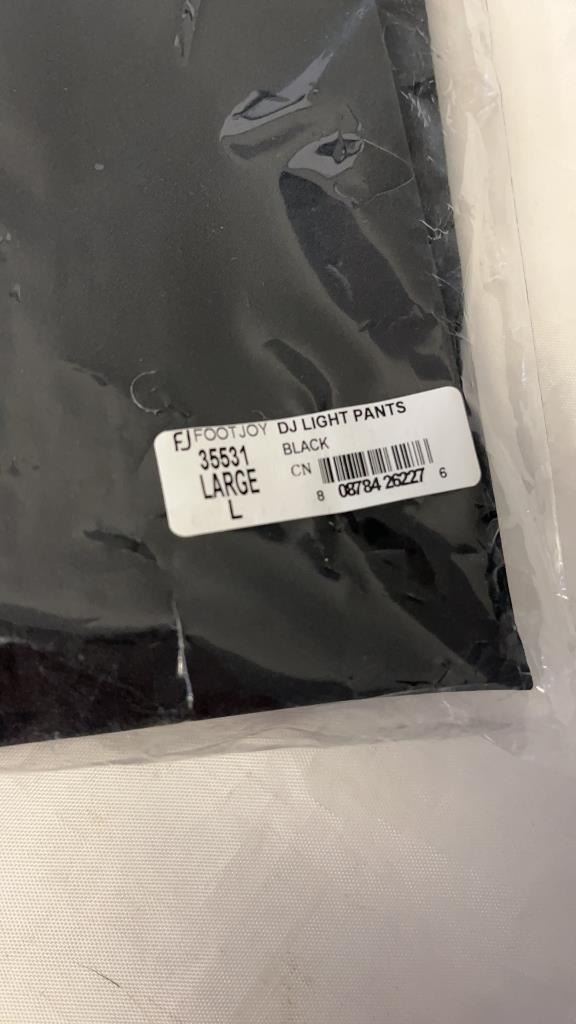 FJ FOOTJOY DJ LIGHT PANTS
35531 BLACK
LARGE CN
L 8 08784 26227 6